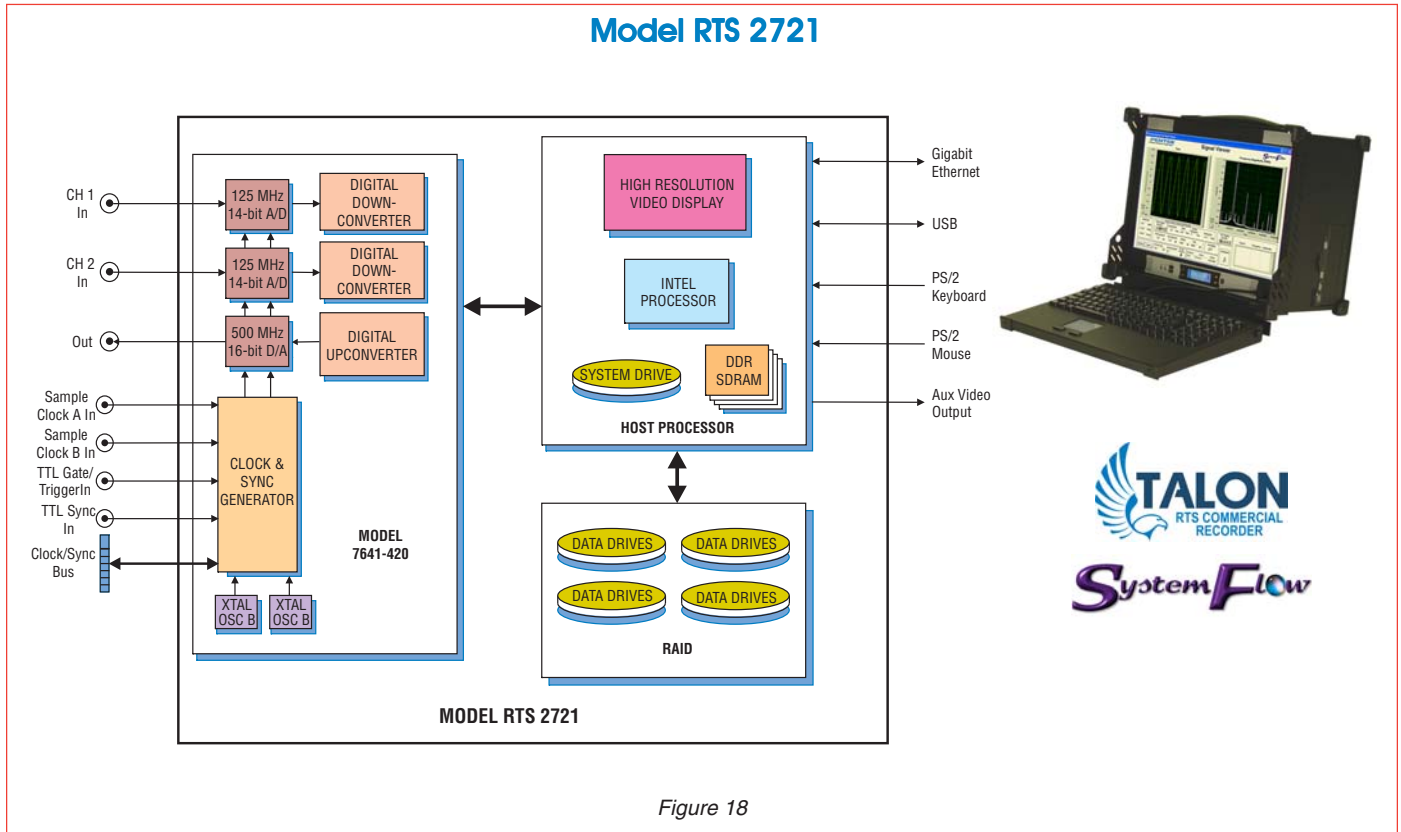 Model RTS 2721
CH 1
In
CH 2
In
Out
Sample
Clock A In
Sample
Clock B In
TTL Gate/
TriggerIn
TTL Sync
In
Clock/Sync
Bus
125 MHz
14-bit A/D
DIGITAL
DOWN-
CONVERTER
125 MHz
14-bit A/D
DIGITAL
DOWN-
CONVERTER
500 MHz
16-bit D/A
DIGITAL
UPCONVERTER
CLOCK &
SYNC
GENERATOR
MODEL
7641-420
XTAL
OSC B
XTAL
OSC B
HIGH RESOLUTION
VIDEO DISPLAY
INTEL
PROCESSOR
SYSTEM DRIVE
DDR
SDRAM
HOST PROCESSOR
DATA DRIVES
DATA DRIVES
DATA DRIVES
DATA DRIVES
RAID
MODEL RTS 2721
Gigabit
Ethernet
USB
PS/2
Keyboard
PS/2
Mouse
Aux Video
Output
Signal Viewer
TALON
RTS COMMERCIAL
RECORDER
SystemFlow
Figure 18